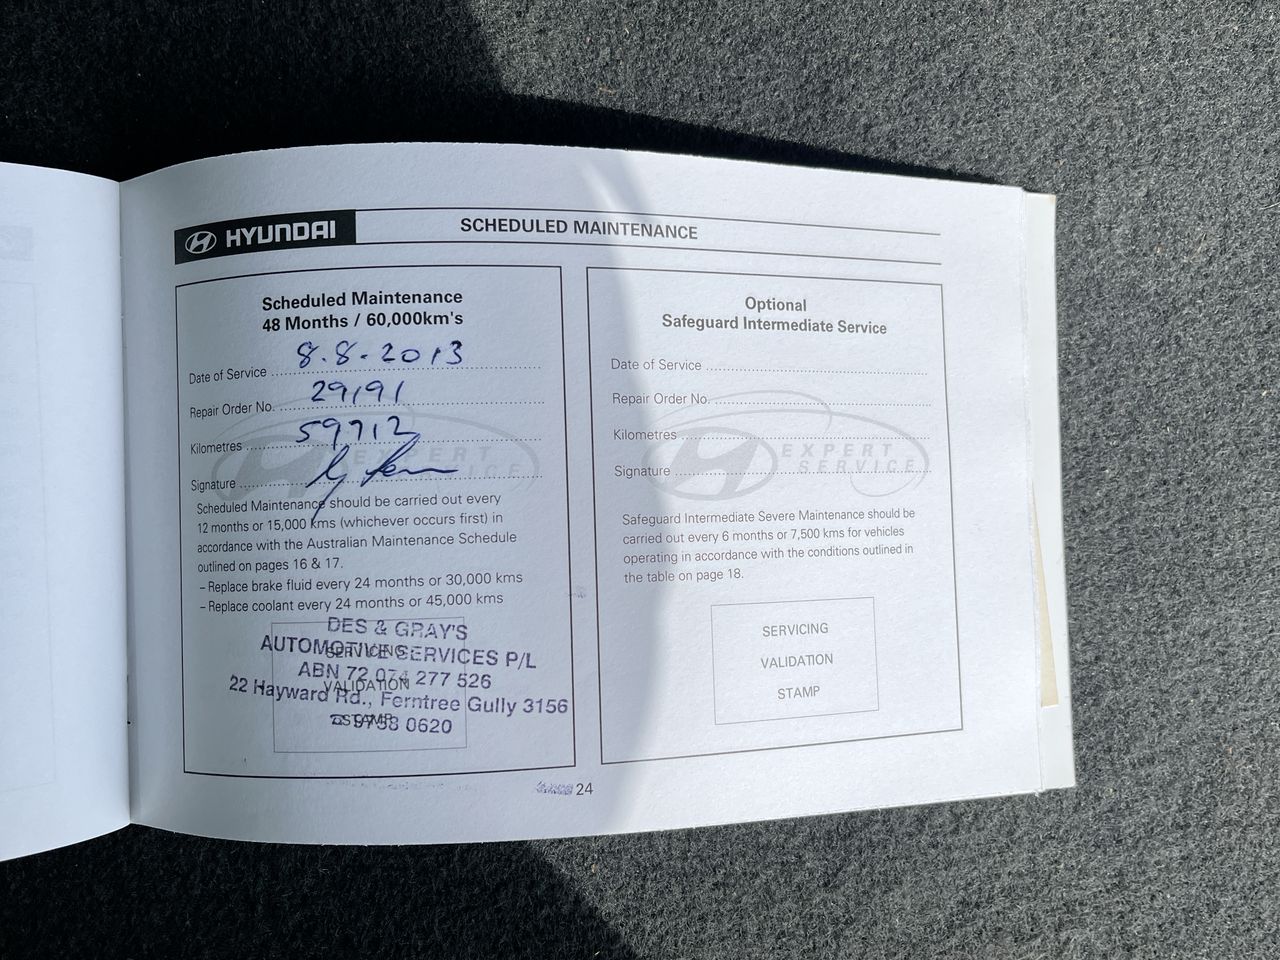 HYUNDAI
SCHEDULED MAINTENANCE
Scheduled Maintenance
48 Months / 60,000km's
Date of Service 8.8.2013
Repair Order No. 29191
Kilometres 59712
Signature
Scheduled Maintenance should be carried out every
12 months or 15,000 kms (whichever occurs first) in
accordance with the Australian Maintenance Schedule
outlined on pages 16 & 17.
– Replace brake fluid every 24 months or 30,000 kms
– Replace coolant every 24 months or 45,000 kms
DES & GRAY'S
AUTOMOTIVE SERVICES P/L
ABN 72 074 277 526
22 Hayward Rd., Ferntree Gully 3156
☎ 9758 0620
SERVICING
VALIDATION
STAMP
EXPERT
SERVICE
Optional
Safeguard Intermediate Service
Date of Service
Repair Order No.
Kilometres
Signature
EXPERT
SERVICE
Safeguard Intermediate Severe Maintenance should be
carried out every 6 months or 7,500 kms for vehicles
operating in accordance with the conditions outlined in
the table on page 18.
SERVICING
VALIDATION
STAMP
24